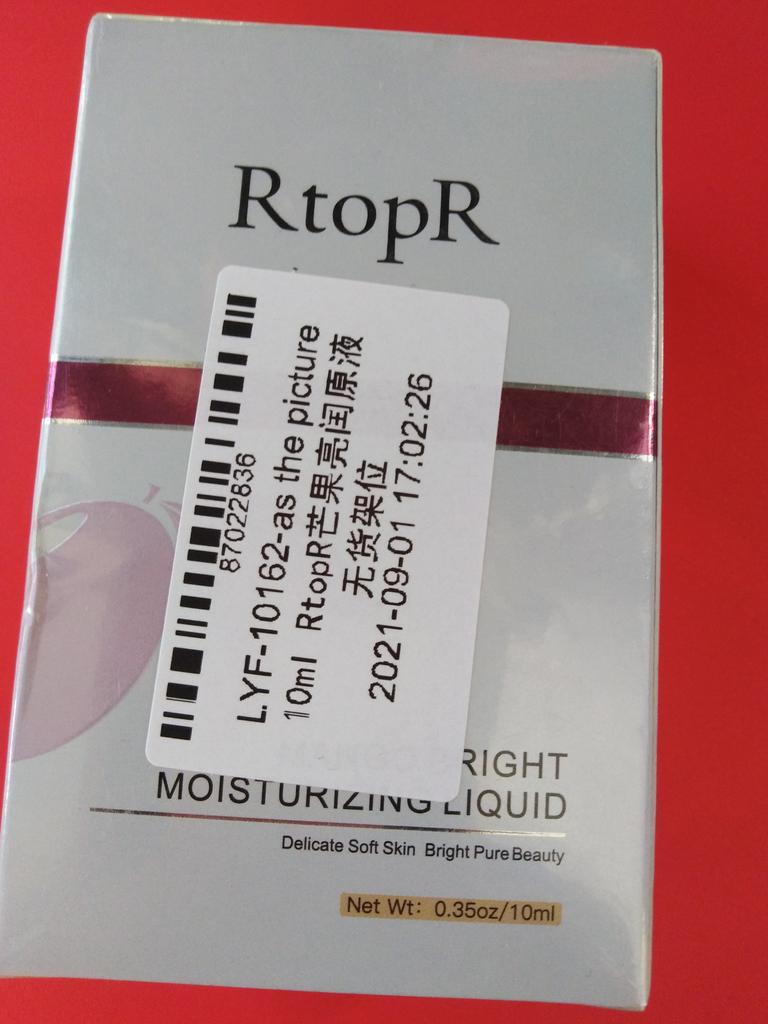 RtopR
87022836
LYF-10162-as the picture
10ml RtopR芒果亮闰原液
无货架位
2021-09-01 17:02:26
RIGHT
MOISTURIZING LIQUID
Delicate Soft Skin Bright Pure Beauty
Net Wt: 0.35oz/10ml